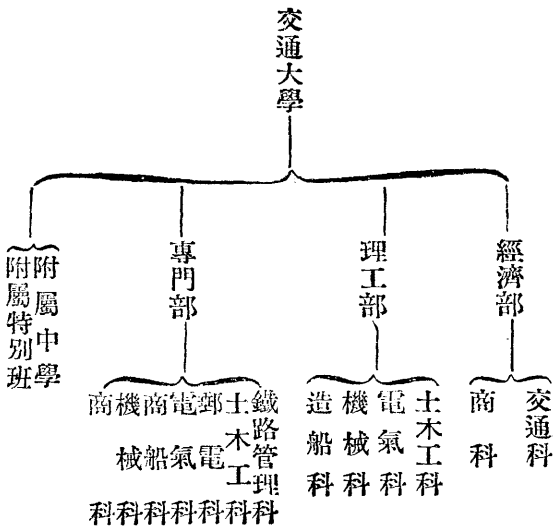 交通大學
經濟部
交通科
商科
理工部
土木工科
電氣科
機械科
造船科
專門部
鐵路管理科
土木工科
郵電科
電氣科
商船科
機械科
商科
附屬中學
附屬特別班